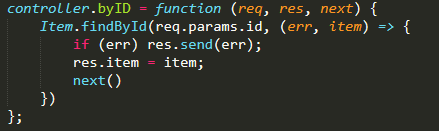 controller.byID = function (req, res, next) {
    Item.findById(req.params.id, (err, item) => {
        if (err) res.send(err);
        res.item = item;
        next()
    })
};